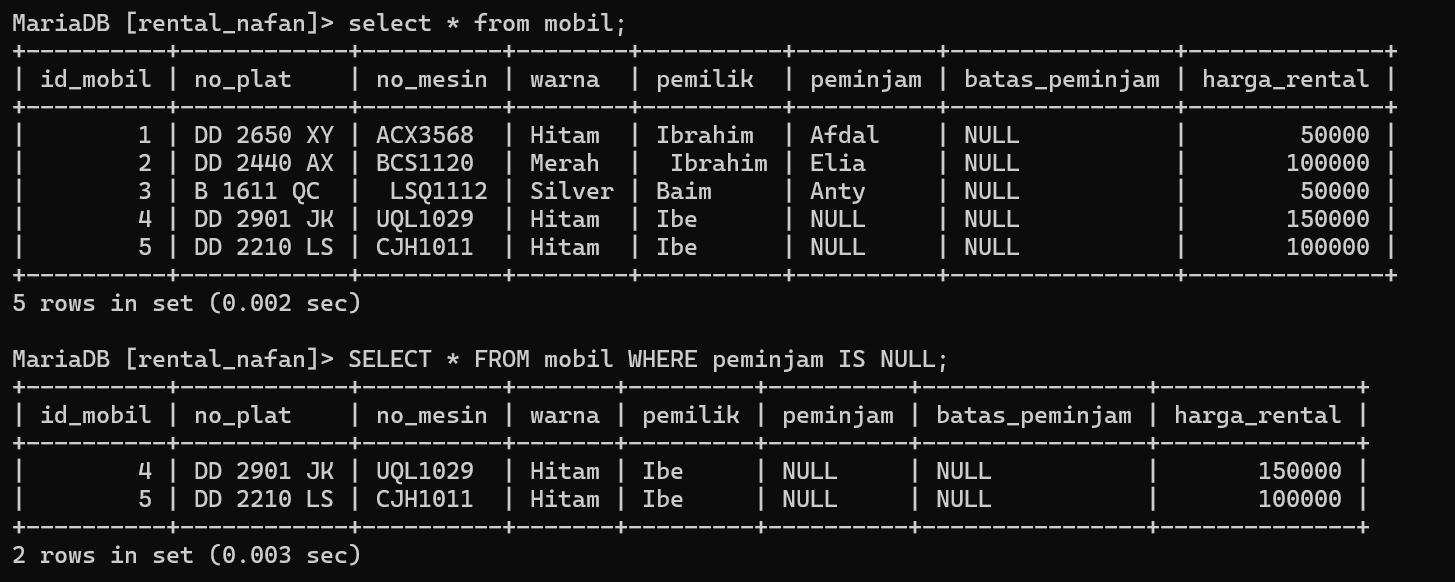 MariaDB [rental_nafan]> select * from mobil;
+----------+------------+----------+--------+----------+----------+----------------+--------------+
| id_mobil | no_plat    | no_mesin | warna  | pemilik  | peminjam | batas_peminjam | harga_rental |
+----------+------------+----------+--------+----------+----------+----------------+--------------+
|        1 | DD 2650 XY | ACX3568  | Hitam  | Ibrahim  | Afdal    | NULL           |        50000 |
|        2 | DD 2440 AX | BCS1120  | Merah  |  Ibrahim | Elia     | NULL           |       100000 |
|        3 | B 1611 QC  |  LSQ1112 | Silver | Baim     | Anty     | NULL           |        50000 |
|        4 | DD 2901 JK | UQL1029  | Hitam  | Ibe      | NULL     | NULL           |       150000 |
|        5 | DD 2210 LS | CJH1011  | Hitam  | Ibe      | NULL     | NULL           |       100000 |
+----------+------------+----------+--------+----------+----------+----------------+--------------+
5 rows in set (0.002 sec)
MariaDB [rental_nafan]> SELECT * FROM mobil WHERE peminjam IS NULL;
+----------+------------+----------+-------+---------+----------+----------------+--------------+
| id_mobil | no_plat    | no_mesin | warna | pemilik | peminjam | batas_peminjam | harga_rental |
+----------+------------+----------+-------+---------+----------+----------------+--------------+
|        4 | DD 2901 JK | UQL1029  | Hitam | Ibe     | NULL     | NULL           |       150000 |
|        5 | DD 2210 LS | CJH1011  | Hitam | Ibe     | NULL     | NULL           |       100000 |
+----------+------------+----------+-------+---------+----------+----------------+--------------+
2 rows in set (0.003 sec)